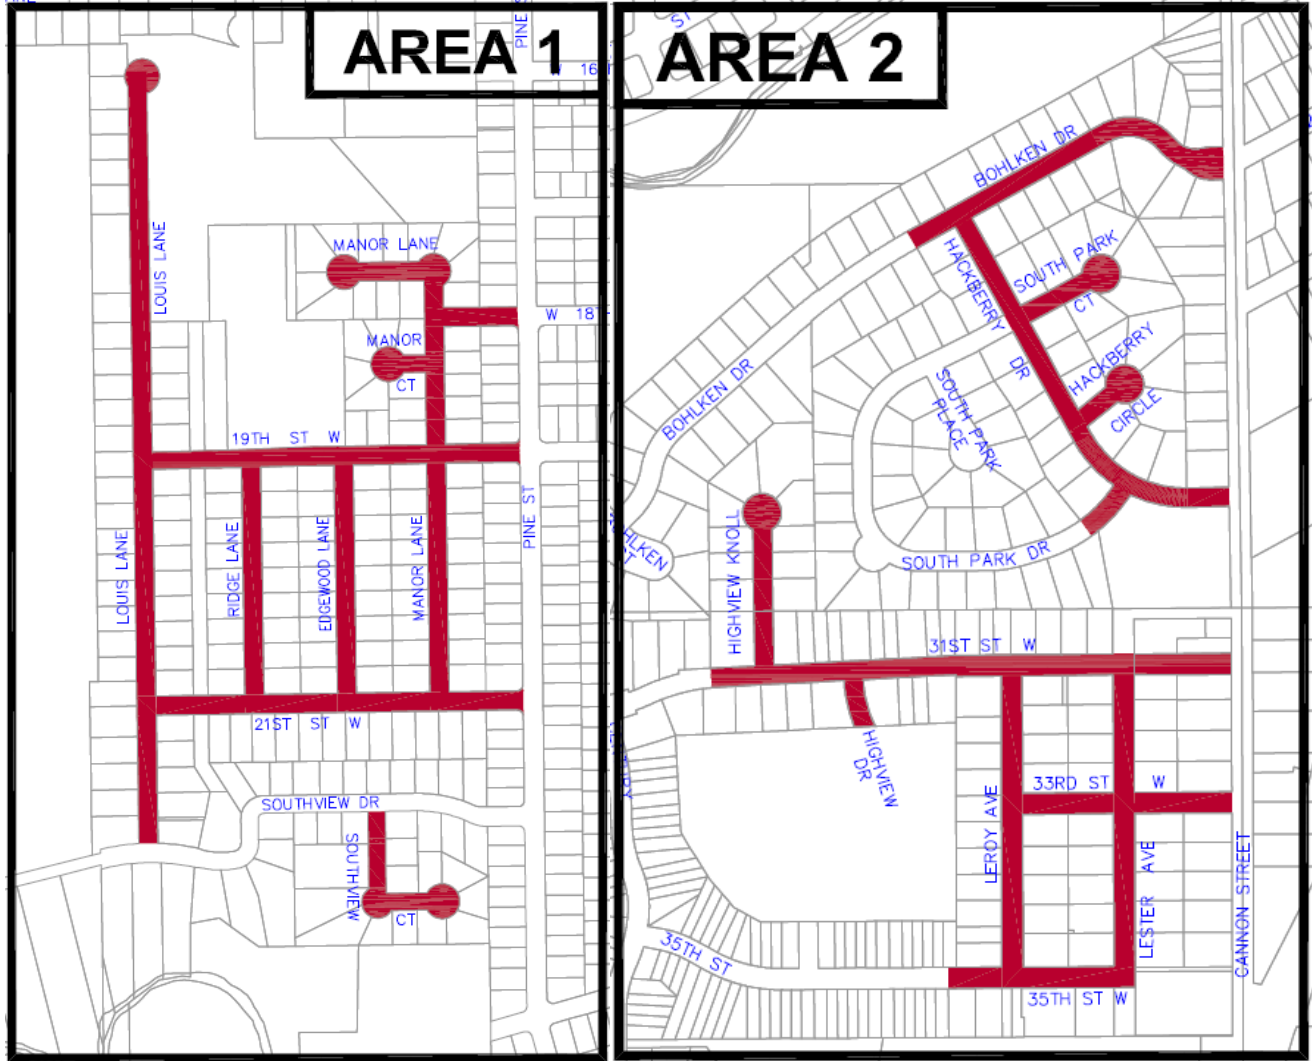 AREA 1
PINE S
W 16
LOUIS LANE
MANOR LANE
W 18
MANOR
CT
19TH ST W
PINE ST
LOUIS LANE
RIDGE LANE
EDGEWOOD LANE
MANOR LANE
21ST ST W
SOUTHVIEW DR
SOUTHVIEW
CT
AREA 2
ST
BOHLKEN DR
HACKBERRY DR
SOUTH PARK
CT
HACKBERRY
CIRCLE
BOHLKEN DR
SOUTH PARK
PLACE
HIGHVIEW KNOLL
HLKEN
SOUTH PARK DR
31ST ST W
HIGHVIEW
DR
33RD ST W
LEROY AVE
LESTER AVE
CANNON STREET
35TH ST
35TH ST W